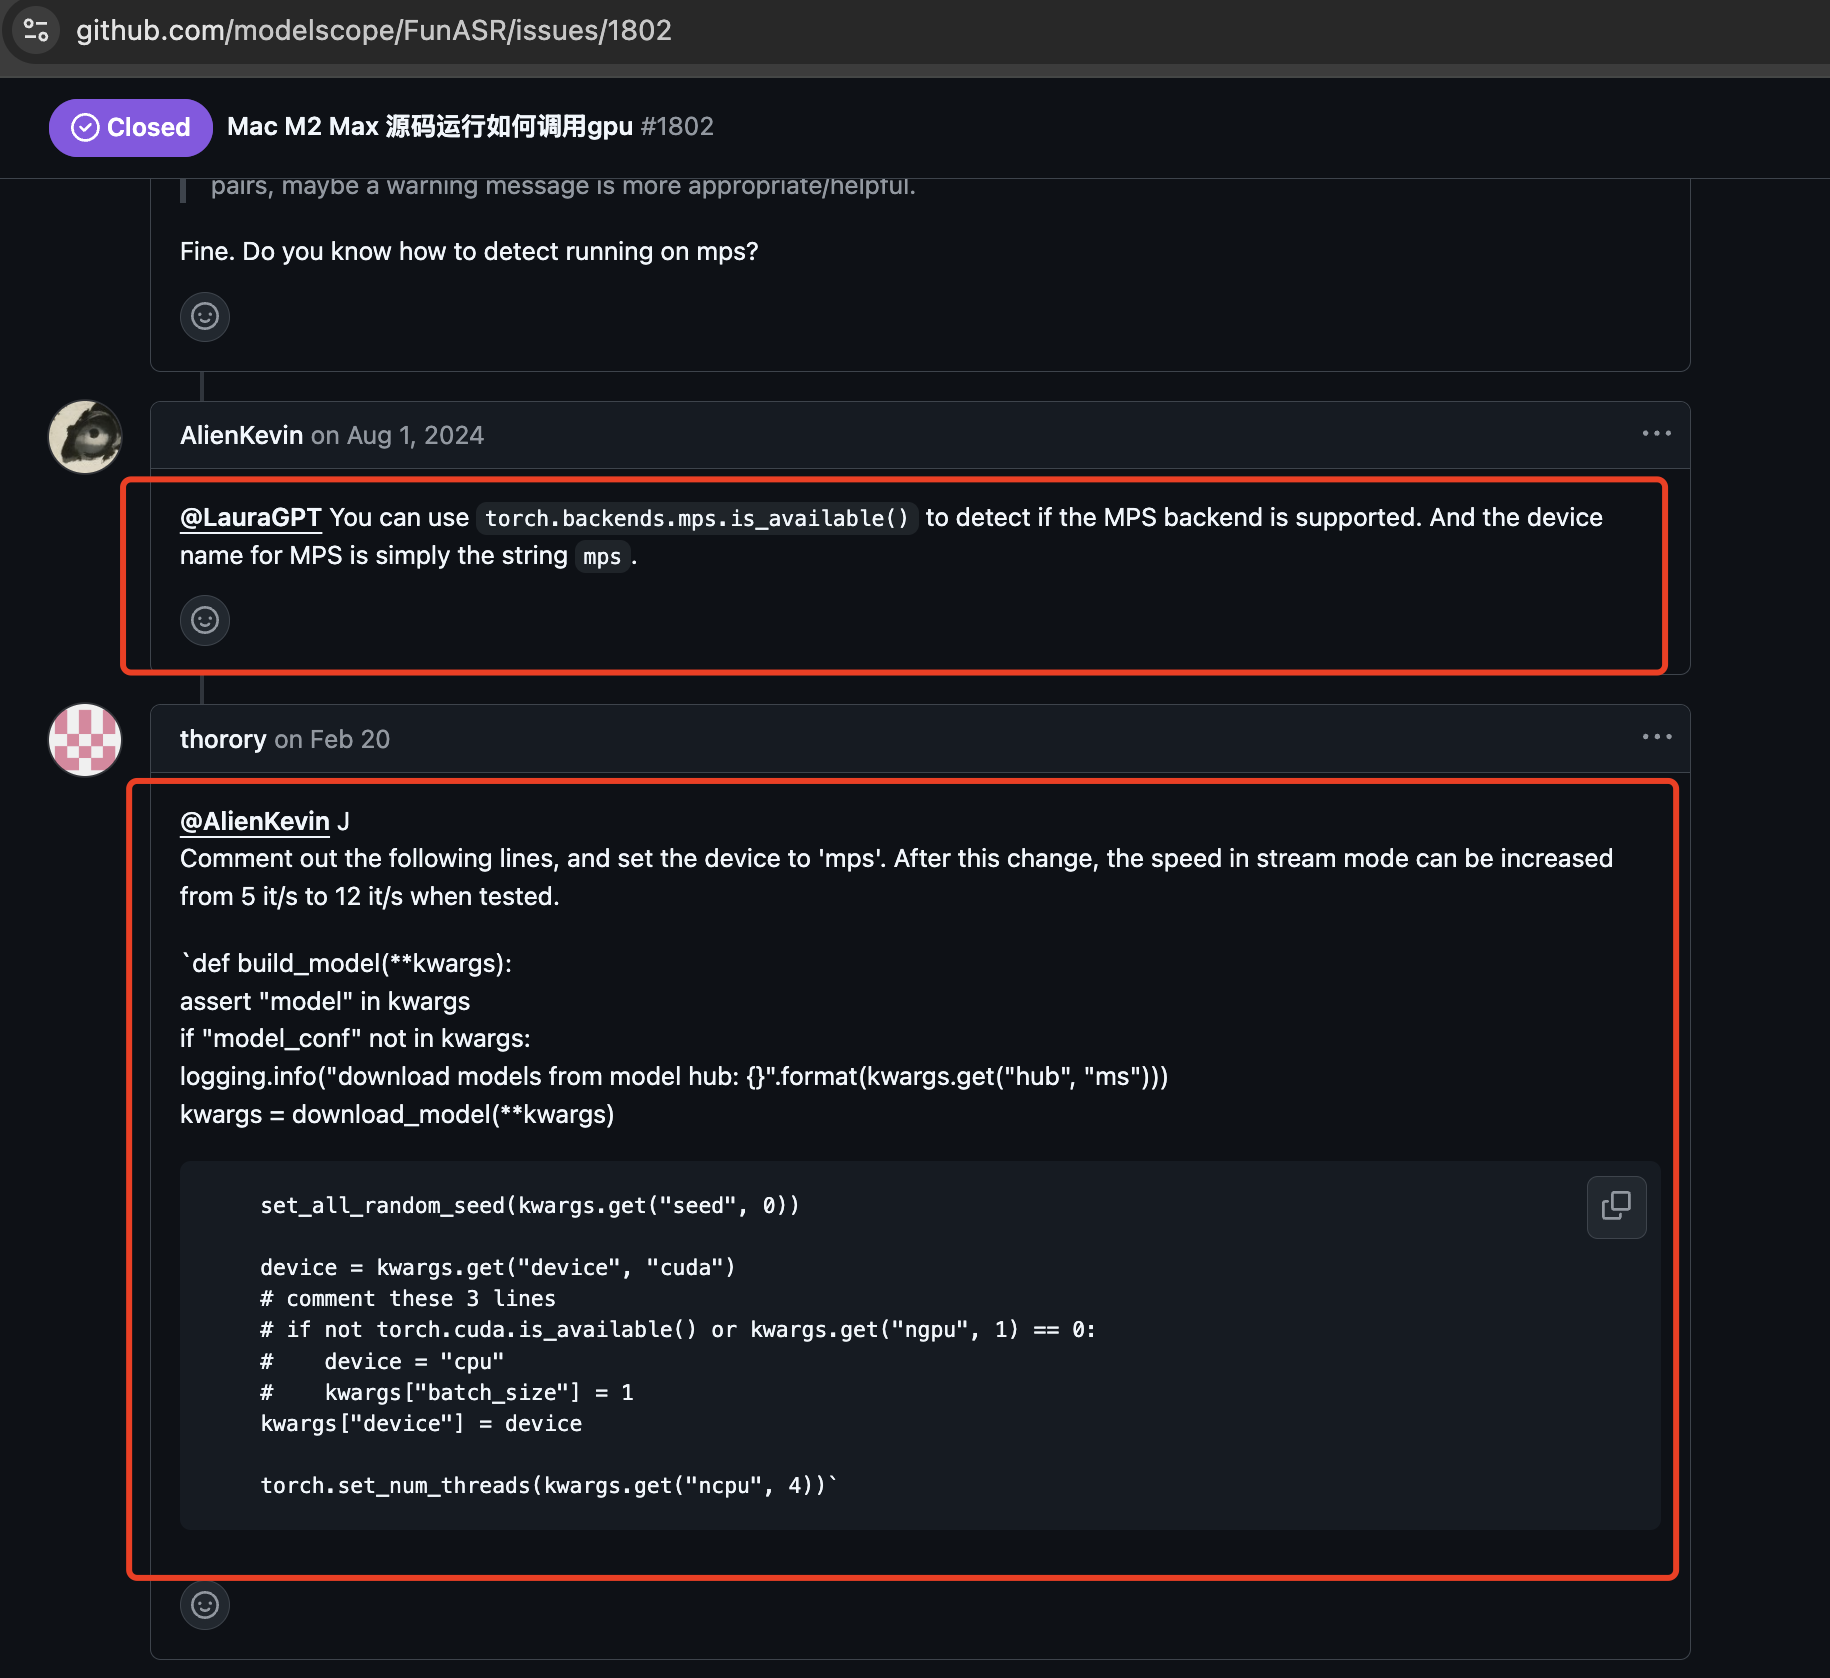 github.com/modelscope/FunASR/issues/1802
Closed Mac M2 Max 源码运行如何调用gpu #1802
pairs, maybe a warning message is more appropriate/helpful.
Fine. Do you know how to detect running on mps?
AlienKevin on Aug 1, 2024
@LauraGPT You can use torch.backends.mps.is_available() to detect if the MPS backend is supported. And the device
name for MPS is simply the string mps.
thorory on Feb 20
@AlienKevin J
Comment out the following lines, and set the device to 'mps'. After this change, the speed in stream mode can be increased
from 5 it/s to 12 it/s when tested.
`def build_model(**kwargs):
assert "model" in kwargs
if "model_conf" not in kwargs:
logging.info("download models from model hub: {}".format(kwargs.get("hub", "ms")))
kwargs = download_model(**kwargs)
set_all_random_seed(kwargs.get("seed", 0))
device = kwargs.get("device", "cuda")
# comment these 3 lines
# if not torch.cuda.is_available() or kwargs.get("ngpu", 1) == 0:
#    device = "cpu"
#    kwargs["batch_size"] = 1
kwargs["device"] = device
torch.set_num_threads(kwargs.get("ncpu", 4))`